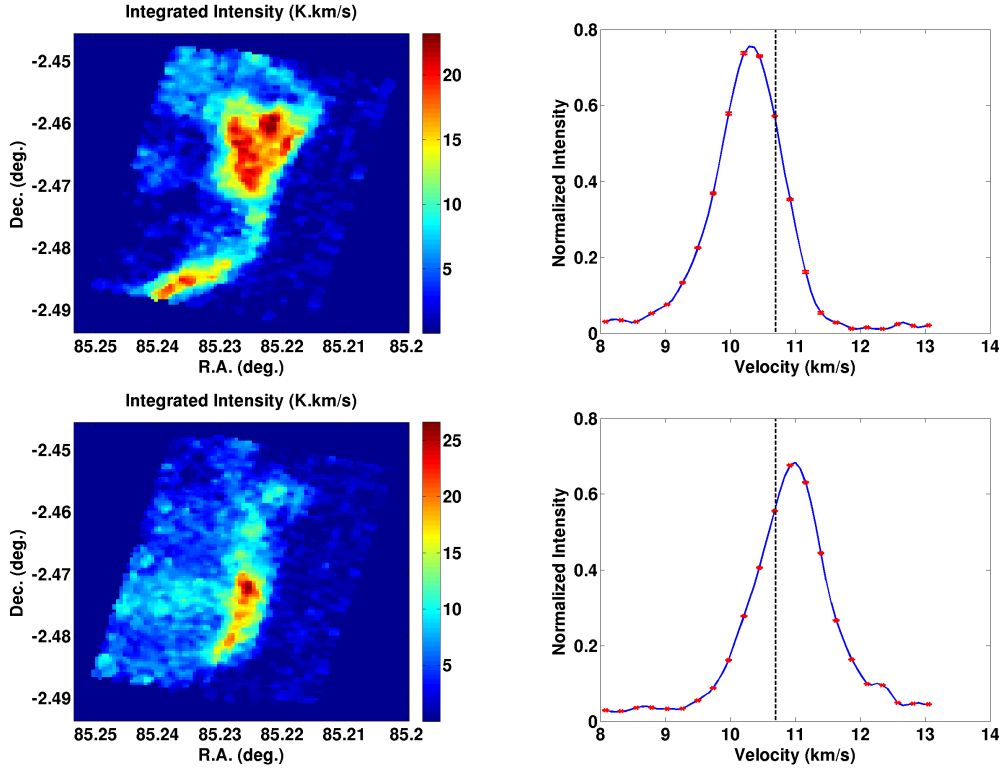 Integrated Intensity (K.km/s)
Dec. (deg.)
-2.45
-2.46
-2.47
-2.48
-2.49
85.25 85.24 85.23 85.22 85.21 85.2
R.A. (deg.)
20
15
10
5
Normalized Intensity
0.8
0.6
0.4
0.2
0
8 9 10 11 12 13 14
Velocity (km/s)
Integrated Intensity (K.km/s)
Dec. (deg.)
-2.45
-2.46
-2.47
-2.48
-2.49
85.25 85.24 85.23 85.22 85.21 85.2
R.A. (deg.)
25
20
15
10
5
Normalized Intensity
0.8
0.6
0.4
0.2
0
8 9 10 11 12 13 14
Velocity (km/s)